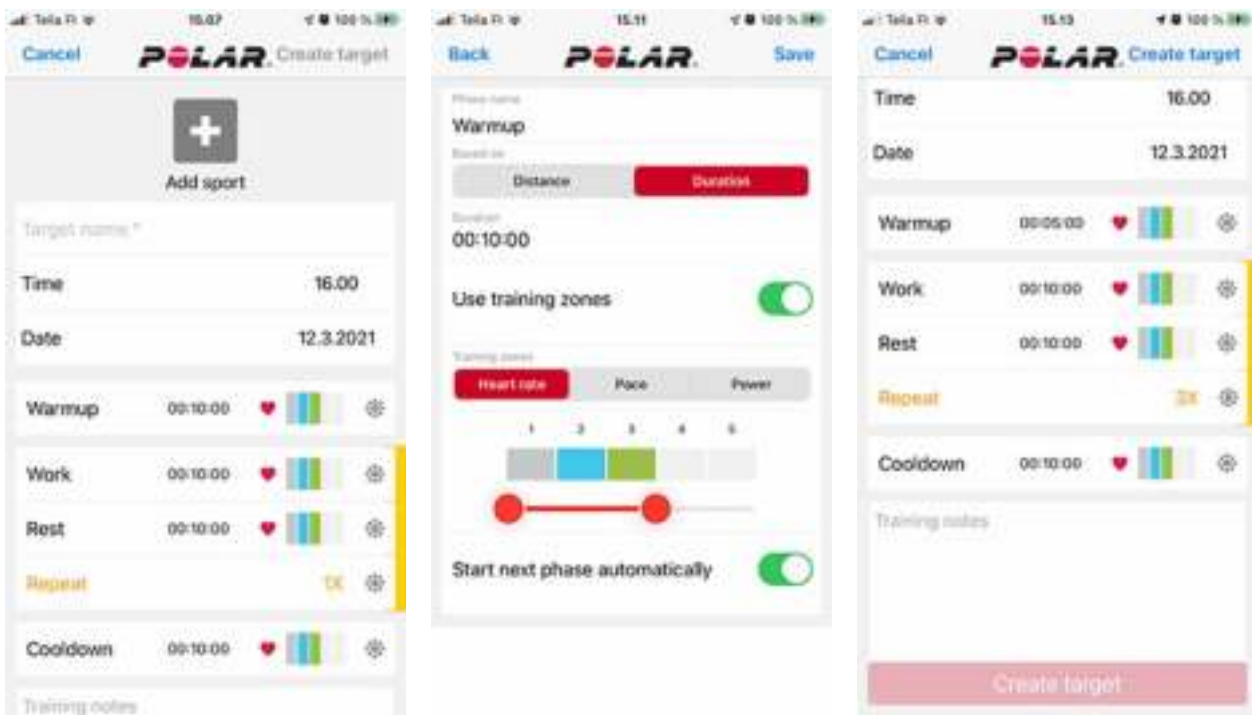 Telia FI 15.07 100 %
Cancel POLAR. Create target
Add sport
Target name *
Time 16.00
Date 12.3.2021
Warmup 00:10:00
Work 00:10:00
Rest 00:10:00
Repeat 1X
Cooldown 00:10:00
Training notes
Telia FI 15.11 100 %
Back POLAR. Save
Phase name
Warmup
Based on
Distance Duration
Duration
00:10:00
Use training zones
Training zones
Heart rate Pace Power
1 2 3 4 5
Start next phase automatically
Telia FI 15.13 100 %
Cancel POLAR. Create target
Time 16.00
Date 12.3.2021
Warmup 00:05:00
Work 00:10:00
Rest 00:10:00
Repeat 3X
Cooldown 00:10:00
Training notes
Create target